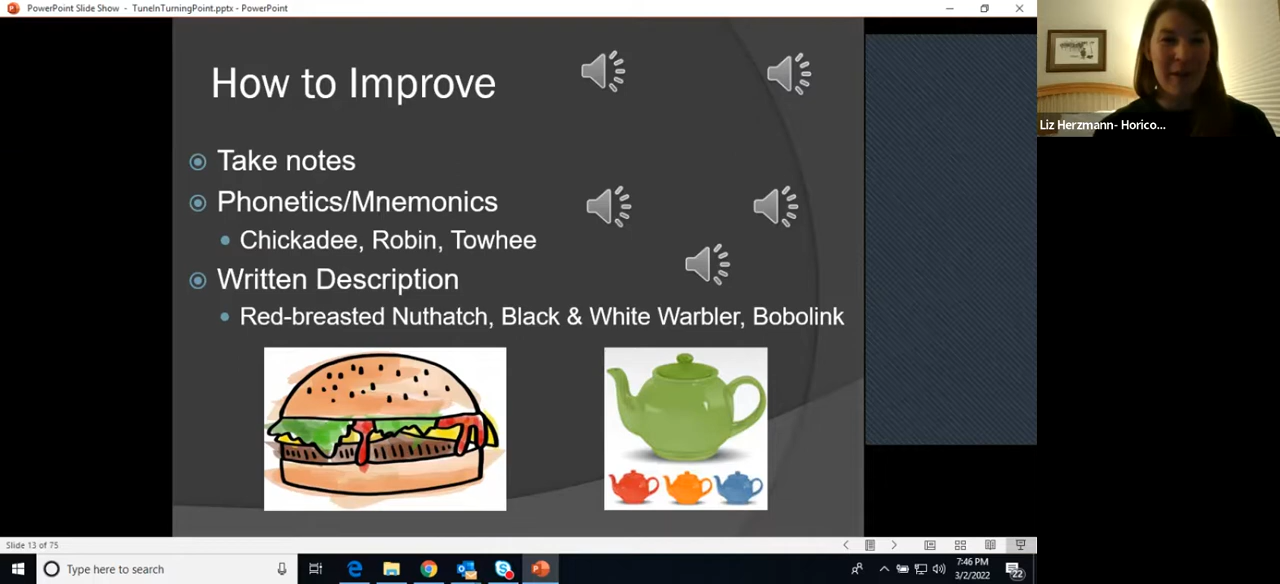 PowerPoint Slide Show - TuneInTurningPoint.pptx - PowerPoint
How to Improve
Take notes
Phonetics/Mnemonics
Chickadee, Robin, Towhee
Written Description
Red-breasted Nuthatch, Black & White Warbler, Bobolink
Liz Herzmann- Horico...
Slide 13 of 75
Type here to search
7:46 PM
3/2/2022
22